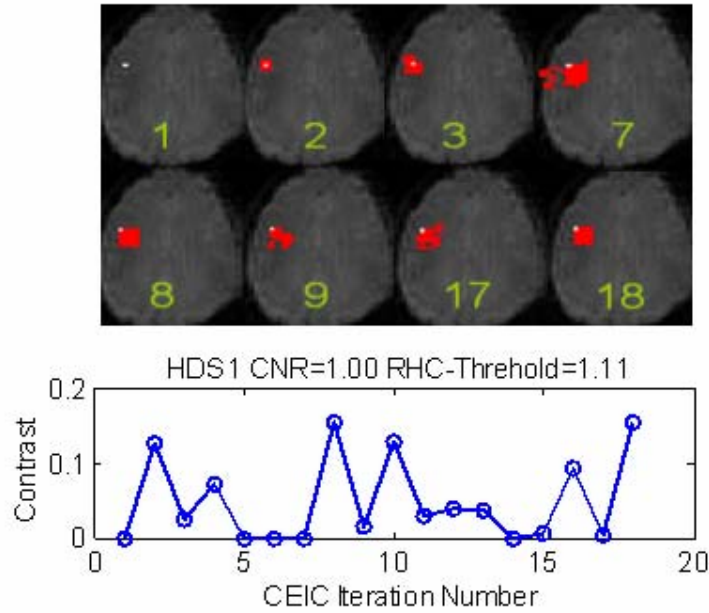 1 2 3 7
8 9 17 18
HDS1 CNR=1.00 RHC-Threhold=1.11
0.2
0.1
0
Contrast
0 5 10 15 20
CEIC Iteration Number